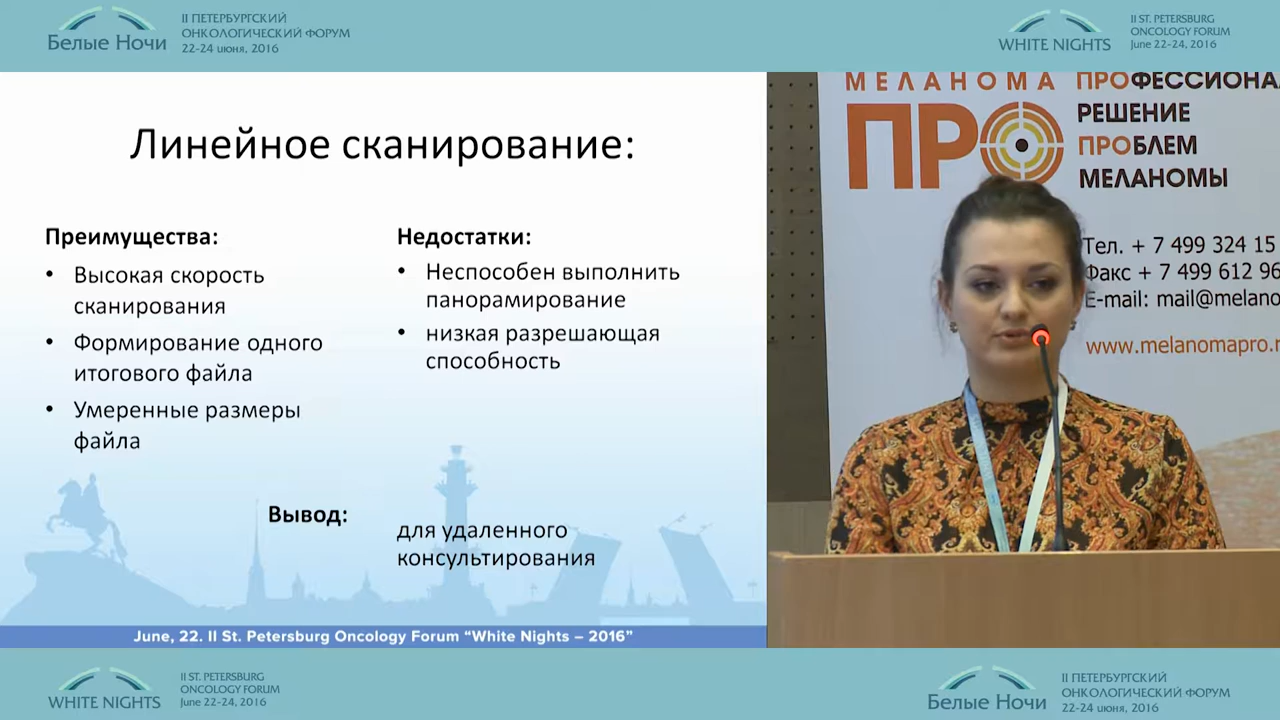 Белые Ночи
II ПЕТЕРБУРГСКИЙ
ОНКОЛОГИЧЕСКИЙ ФОРУМ
22-24 июня, 2016
WHITE NIGHTS
II ST. PETERSBURG
ONCOLOGY FORUM
June 22-24, 2016
Линейное сканирование:
Преимущества:
• Высокая скорость
сканирования
• Формирование одного
итогового файла
• Умеренные размеры
файла
Недостатки:
• Неспособен выполнить
панорамирование
• низкая разрешающая
способность
Вывод:
для удаленного
консультирования
June, 22. II St. Petersburg Oncology Forum “White Nights – 2016”
МЕЛАНОМА
ПРО
ПРОФЕССИОНА
РЕШЕНИЕ
ПРОБЛЕМ
МЕЛАНОМЫ
Тел. + 7 499 324 15
Факс + 7 499 612 96
E-mail: mail@melano
www.melanomapro.r
WHITE NIGHTS
II ST. PETERSBURG
ONCOLOGY FORUM
June 22-24, 2016
Белые Ночи
II ПЕТЕРБУРГСКИЙ
ОНКОЛОГИЧЕСКИЙ ФОРУМ
22-24 июня, 2016